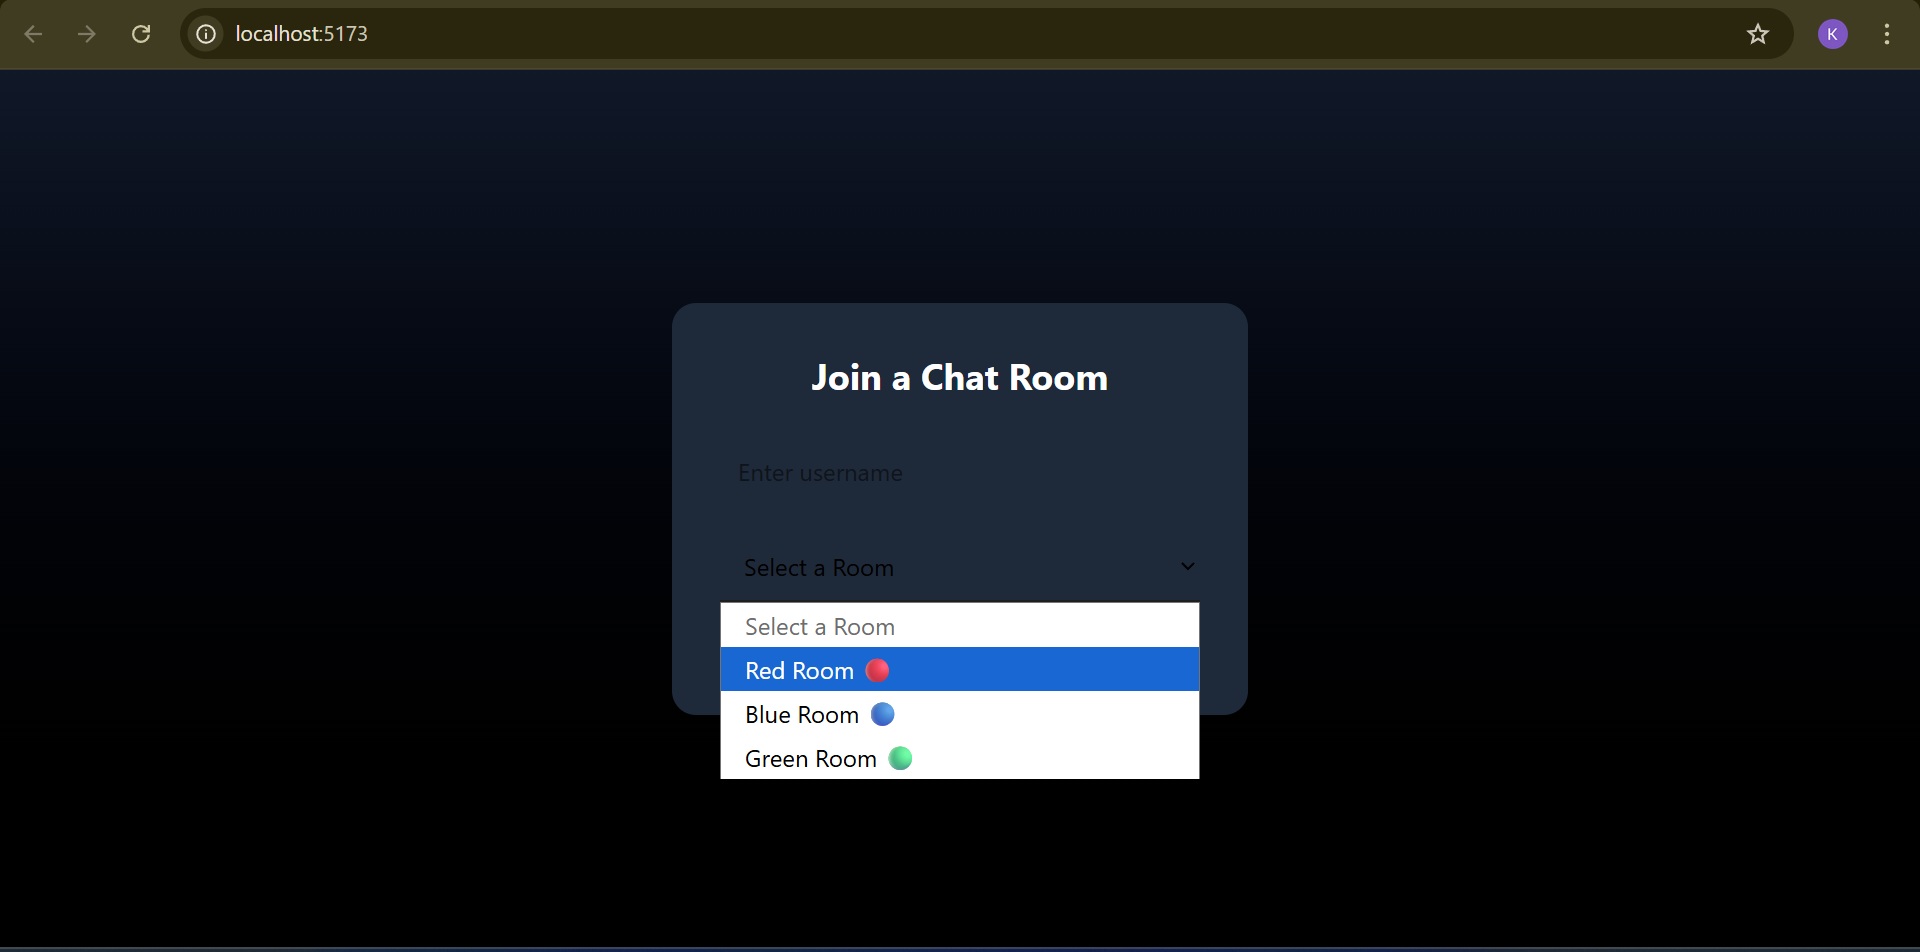 localhost:5173
K
Join a Chat Room
Enter username
Select a Room
Select a Room
Red Room 🔴
Blue Room 🔵
Green Room 🟢